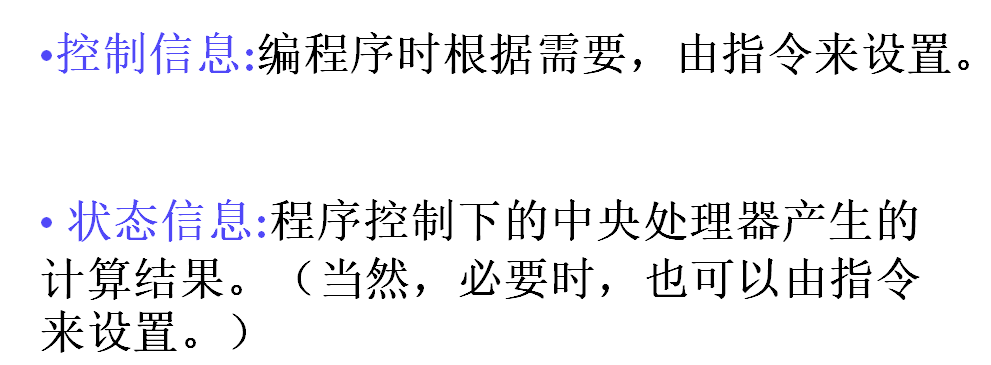 •控制信息:编程序时根据需要，由指令来设置。
• 状态信息:程序控制下的中央处理器产生的
计算结果。（当然，必要时，也可以由指令
来设置。）